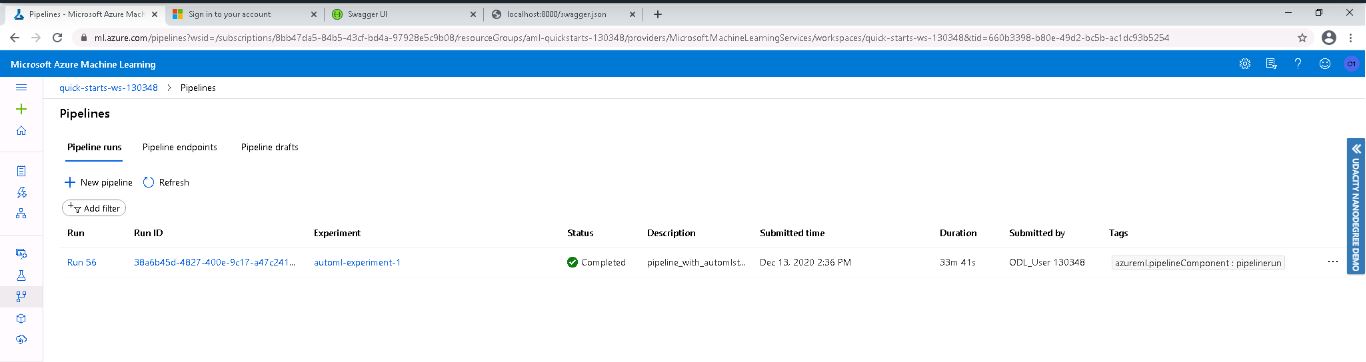 Pipelines - Microsoft Azure Mach
Sign in to your account
Swagger UI
localhost:8000/swagger.json
ml.azure.com/pipelines?wsid=/subscriptions/8bb47da5-84b5-43cf-bd4a-97928e5c9b08/resourceGroups/aml-quickstarts-130348/providers/Microsoft.MachineLearningServices/workspaces/quick-starts-ws-130348&tid=660b3398-b80e-49d2-bc5b-ac1dc93b5254
Microsoft Azure Machine Learning
OT
quick-starts-ws-130348 > Pipelines
Pipelines
Pipeline runs Pipeline endpoints Pipeline drafts
New pipeline Refresh
Add filter
Run Run ID Experiment Status Description Submitted time Duration Submitted by Tags
Run 56 38a6b45d-4827-400e-9c17-a47c241... automl-experiment-1 Completed pipeline_with_automlst... Dec 13, 2020 2:36 PM 33m 41s ODL_User 130348 azureml.pipelineComponent : pipelinerun
UDACITY NANODEGREE DEMO